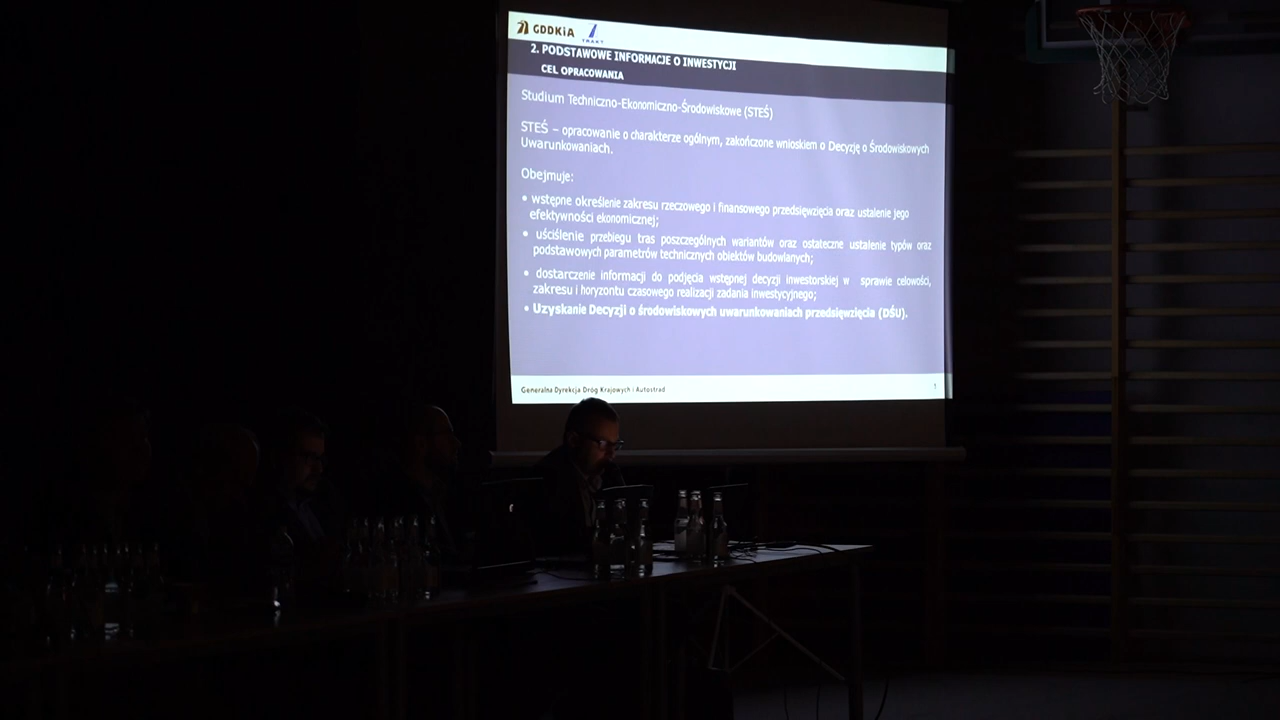 GDDKiA TRAKT
2. PODSTAWOWE INFORMACJE O INWESTYCJI
CEL OPRACOWANIA
Studium Techniczno-Ekonomiczno-Środowiskowe (STEŚ)
STEŚ – opracowanie o charakterze ogólnym, zakończone wnioskiem o Decyzję o Środowiskowych
Uwarunkowaniach.
Obejmuje:
• wstępne określenie zakresu rzeczowego i finansowego przedsięwzięcia oraz ustalenie jego
efektywności ekonomicznej;
• uściślenie przebiegu tras poszczególnych wariantów oraz ostateczne ustalenie typów oraz
podstawowych parametrów technicznych obiektów budowlanych;
• dostarczenie informacji do podjęcia wstępnej decyzji inwestorskiej w sprawie celowości,
zakresu i horyzontu czasowego realizacji zadania inwestycyjnego;
• Uzyskanie Decyzji o środowiskowych uwarunkowaniach przedsięwzięcia (DŚU).
Generalna Dyrekcja Dróg Krajowych i Autostrad